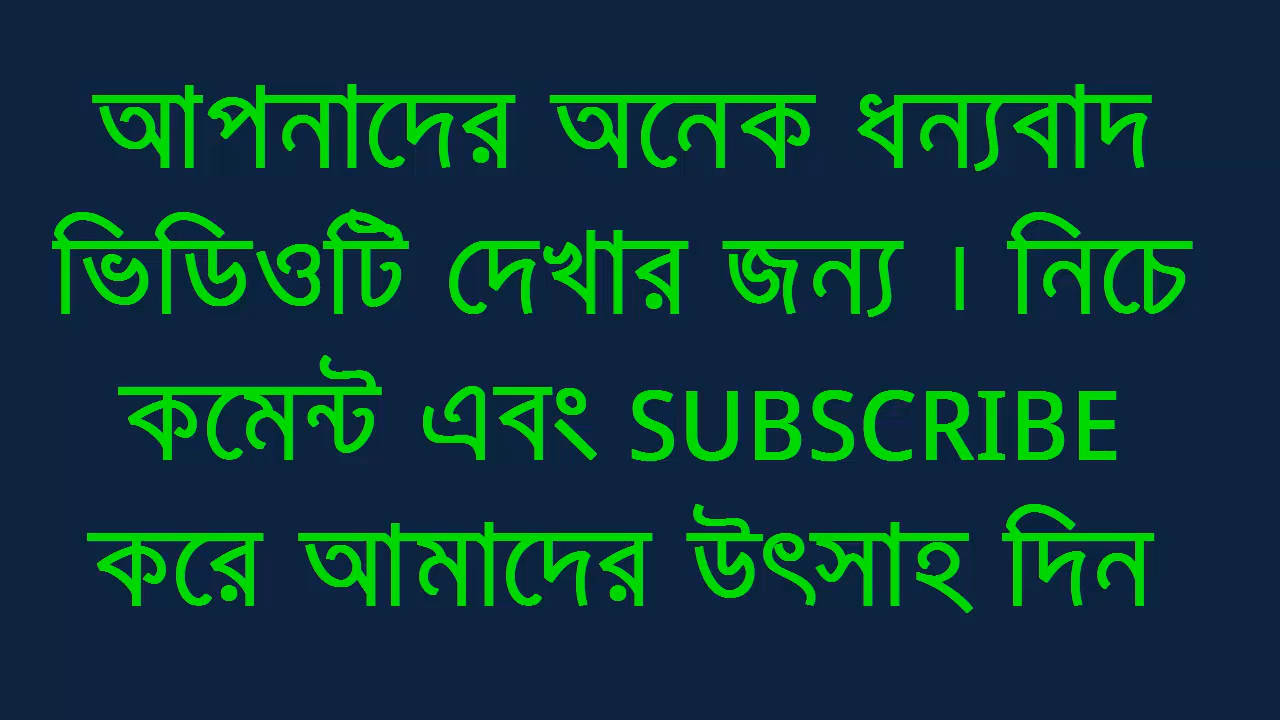 আপনাদের অনেক ধন্যবাদ
ভিডিওটি দেখার জন্য । নিচে
কমেন্ট এবং SUBSCRIBE
করে আমাদের উৎসাহ দিন